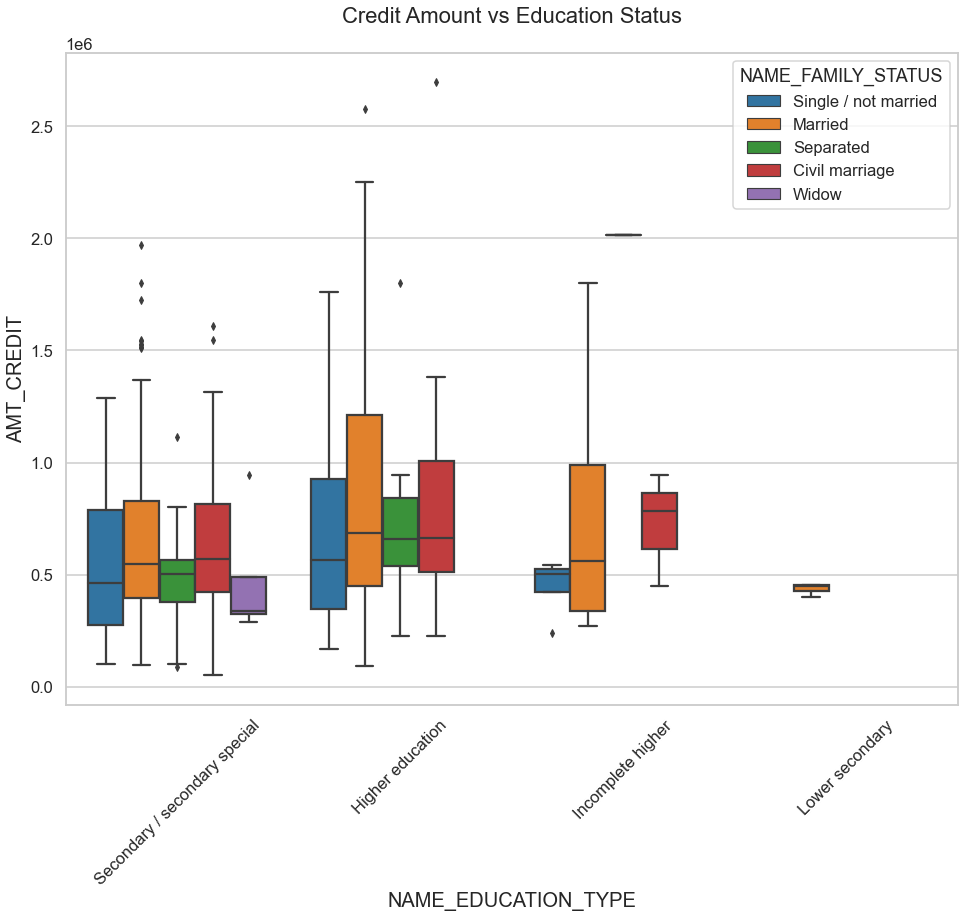 Credit Amount vs Education Status
1e6
NAME_FAMILY_STATUS
Single / not married
Married
Separated
Civil marriage
Widow
2.5
2.0
1.5
1.0
0.5
0.0
AMT_CREDIT
Secondary / secondary special
Higher education
Incomplete higher
Lower secondary
NAME_EDUCATION_TYPE